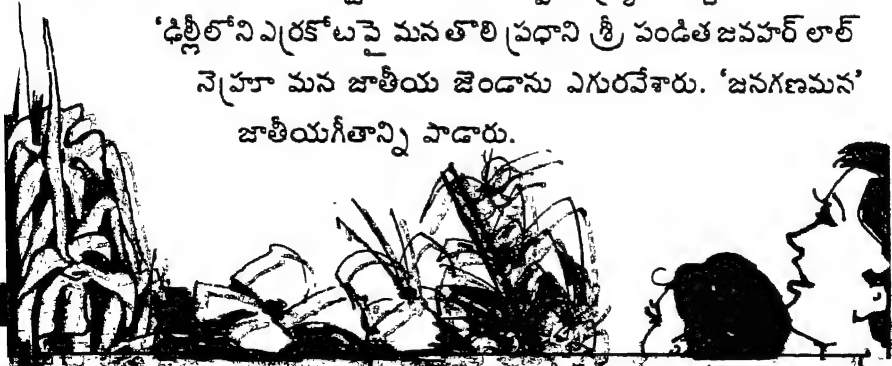 'ఢిల్లీలోని ఎర్రకోటపై మన తొలి ప్రధాని శ్రీ పండిత జవహర్ లాల్
నెహ్రూ మన జాతీయ జెండాను ఎగురవేశారు. 'జనగణమన'
జాతీయగీతాన్ని పాడారు.